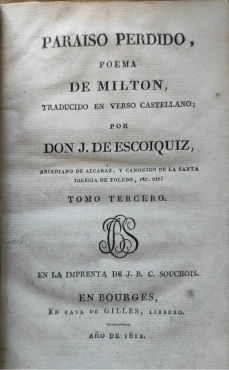 PARAISO PERDIDO,
POEMA
DE MILTON,
TRADUCIDO EN VERSO CASTELLANO;
POR
DON J. DE ESCOIQUIZ,
ARCEDIANO DE ALCARAZ, Y CANONIGO DE LA SANTA
IGLESIA DE TOLEDO, etc. etc.
TOMO TERCERO.
EN LA IMPRENTA DE J. B. C. SOUCHOIS.
EN BOURGES,
EN CASA DE GILLES, LIBRERO.
AÑO DE 1812.